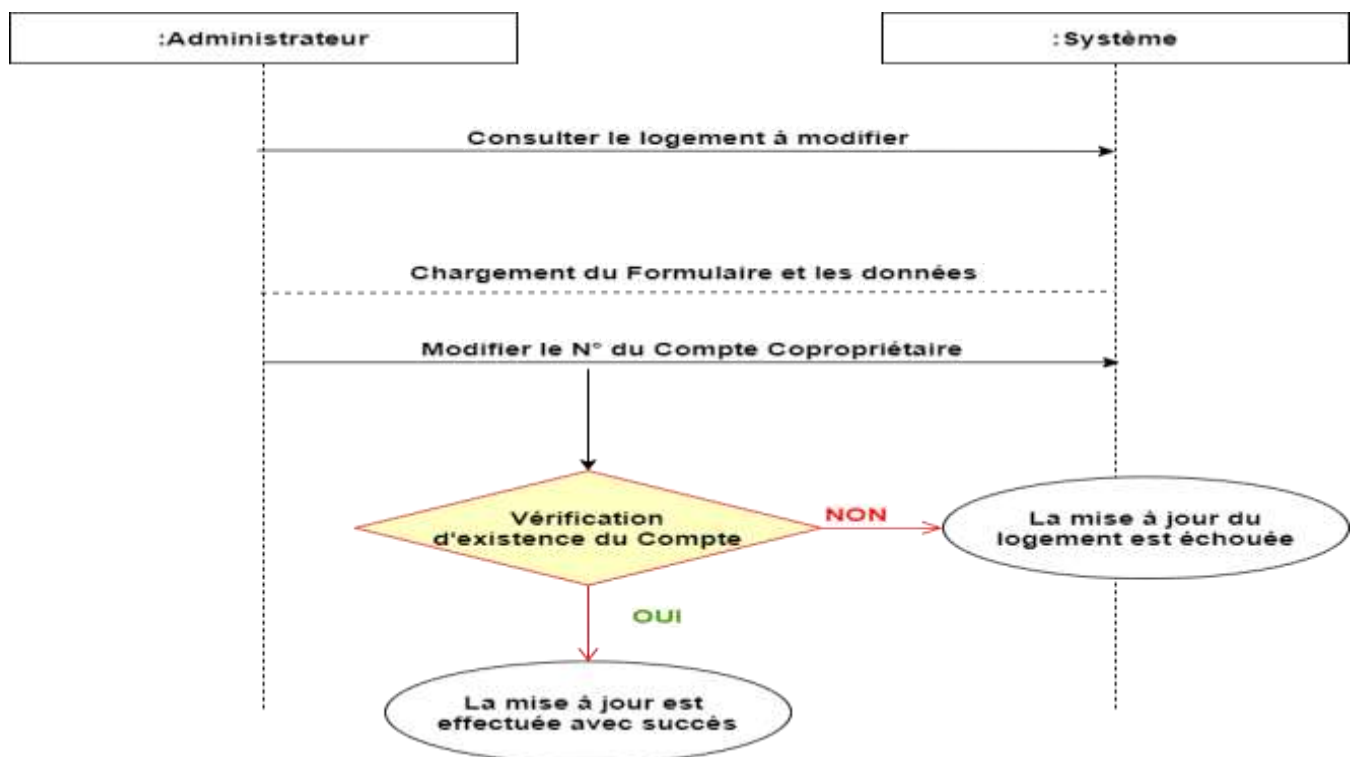 :Administrateur
:Système
Consulter le logement à modifier
Chargement du Formulaire et les données
Modifier le N° du Compte Copropriétaire
Vérification
d'existence du Compte
NON
La mise à jour du
logement est échouée
OUI
La mise à jour est
effectuée avec succès